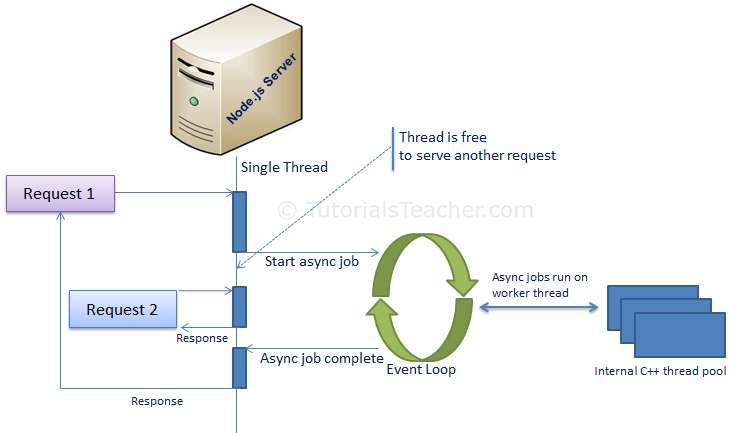 Node.js Server
Thread is free
to serve another request
Single Thread
Request 1
© TutorialsTeacher.com
Start async job
Async jobs run on
worker thread
Request 2
Response
Async job complete
Event Loop
Internal C++ thread pool
Response